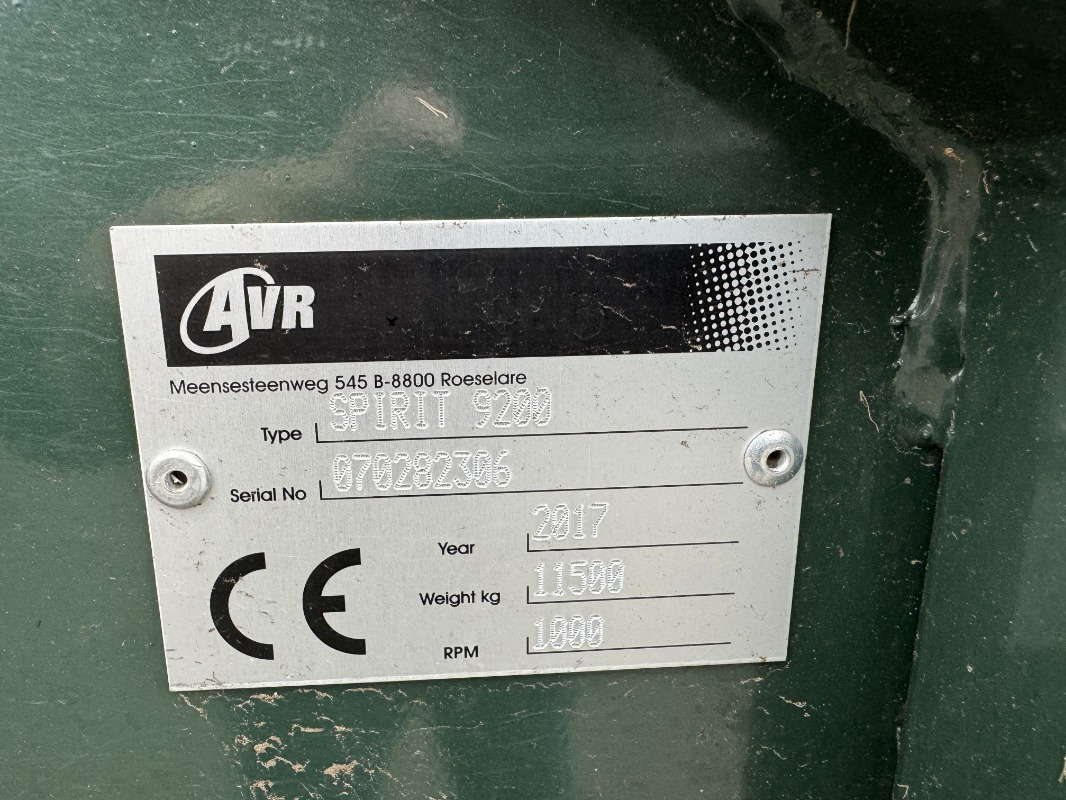 AVR
Meensesteenweg 545 B-8800 Roeselare
Type SPIRIT 9200
Serial No 070282306
Year 2017
Weight kg 11500
RPM 1000
CE